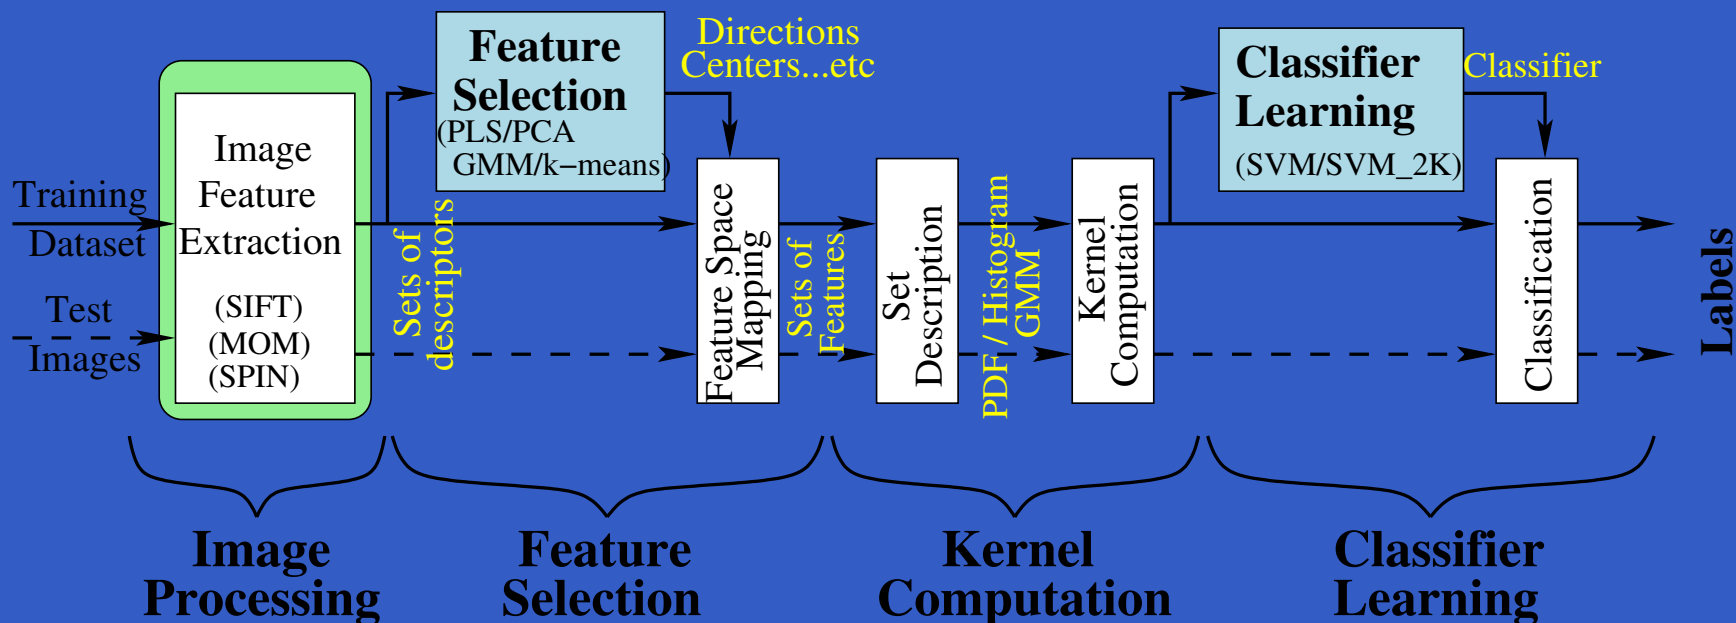 Training
Dataset
Test
Images
Image
Feature
Extraction
(SIFT)
(MOM)
(SPIN)
Sets of
descriptors
Feature
Selection
(PLS/PCA
GMM/k−means)
Directions
Centers...etc
Feature Space
Mapping
Sets of
Features
Set
Description
PDF / Histogram
GMM
Kernel
Computation
Classifier
Learning
(SVM/SVM_2K)
Classifier
Classification
Labels
Image
Processing
Feature
Selection
Kernel
Computation
Classifier
Learning